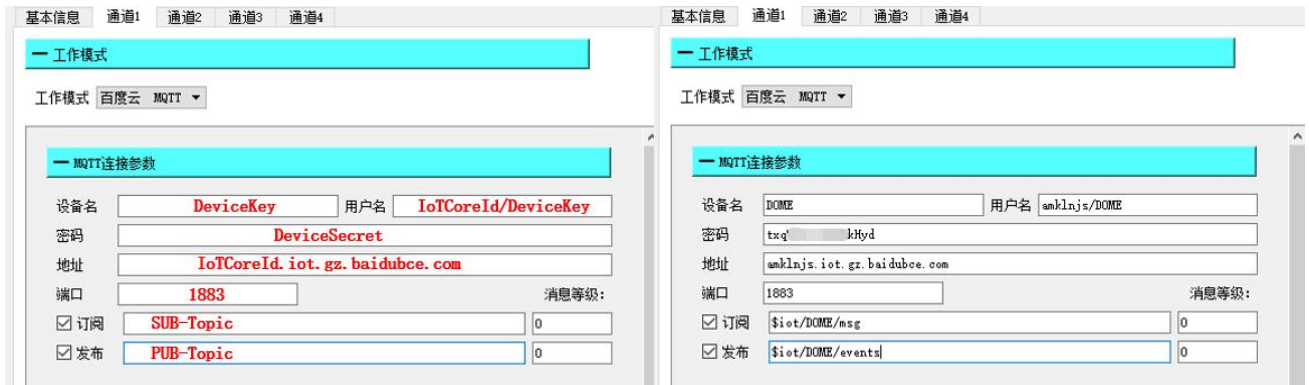 基本信息 通道1 通道2 通道3 通道4
一 工作模式
工作模式 百度云 MQTT
一 MQTT连接参数
设备名 DeviceKey 用户名 IoTCoreId/DeviceKey
密码 DeviceSecret
地址 IoTCoreId.iot.gz.baidubce.com
端口 1883 消息等级:
订阅 SUB-Topic 0
发布 PUB-Topic 0
基本信息 通道1 通道2 通道3 通道4
一 工作模式
工作模式 百度云 MQTT
一 MQTT连接参数
设备名 DOME 用户名 amklnjs/DOME
密码 txq kHyd
地址 amklnjs.iot.gz.baidubce.com
端口 1883 消息等级:
订阅 $iot/DOME/msg 0
发布 $iot/DOME/events 0